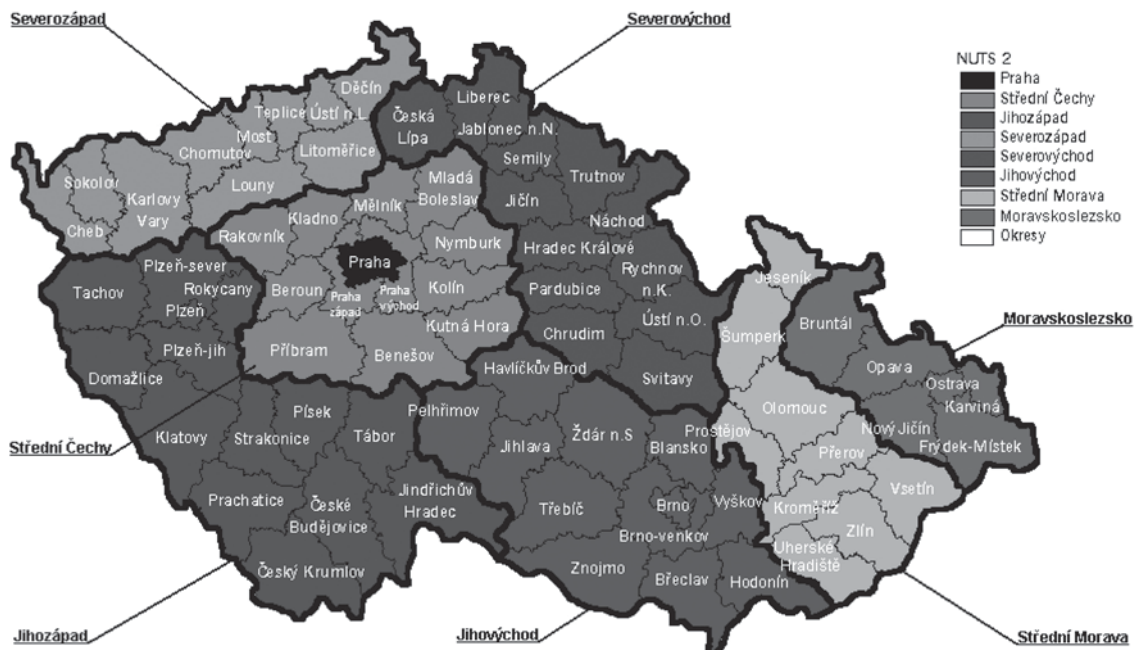 Severozápad
Severovýchod
NUTS 2
Praha
Střední Čechy
Jihozápad
Severozápad
Severovýchod
Jihovýchod
Střední Morava
Moravskoslezsko
Okresy
Děčín
Teplice
Ústí n.L.
Most
Chomutov
Litoměřice
Sokolov
Karlovy
Vary
Louny
Cheb
Česká
Lípa
Liberec
Jablonec n.N.
Semily
Trutnov
Jičín
Náchod
Hradec Králové
Rychnov
n.K.
Pardubice
Ústí n.O.
Chrudim
Svitavy
Mladá
Boleslav
Mělník
Kladno
Rakovník
Nymburk
Praha
Beroun
Praha
západ
Praha
východ
Kolín
Kutná Hora
Příbram
Benešov
Plzeň-sever
Rokycany
Tachov
Plzeň
Plzeň-jih
Domažlice
Klatovy
Písek
Strakonice
Tábor
Prachatice
České
Budějovice
Jindřichův
Hradec
Český Krumlov
Havlíčkův Brod
Pelhřimov
Jihlava
Ždár n.S
Blansko
Třebíč
Brno
Vyškov
Brno-venkov
Znojmo
Břeclav
Hodonín
Jeseník
Šumperk
Olomouc
Prostějov
Přerov
Kroměříž
Vsetín
Zlín
Uherské
Hradiště
Bruntál
Opava
Ostrava
Karviná
Nový Jičín
Frýdek-Místek
Moravskoslezsko
Střední Čechy
Jihozápad
Jihovýchod
Střední Morava